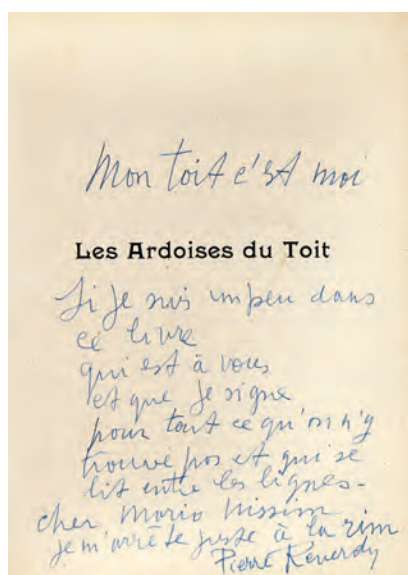 Mon toit c'est moi
Les Ardoises du Toit
Si je suis un peu dans
ce livre
qui est à vous
et que je signe
pour tout ce qu'on n'y
trouve pas et qui se
lit entre les lignes -
cher Mario Nissim
je m'arrête juste à la rim
Pierre Reverdy